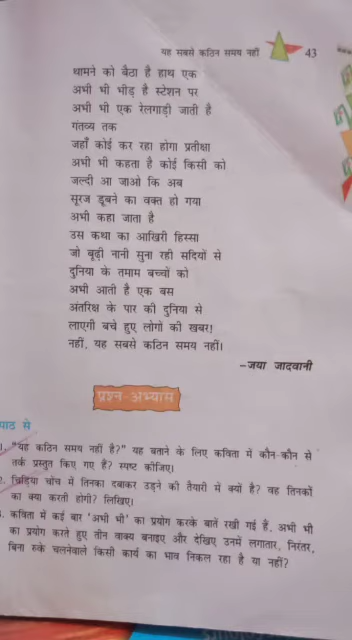 यह सबसे कठिन समय नहीं 43
थामने को बैठा है हाथ एक
अभी भी भीड़ है स्टेशन पर
अभी भी एक रेलगाड़ी जाती है
गंतव्य तक
जहाँ कोई कर रहा होगा प्रतीक्षा
अभी भी कहता है कोई किसी को
जल्दी आ जाओ कि अब
सूरज डूबने का वक्त हो गया
अभी कहा जाता है
उस कथा का आखिरी हिस्सा
जो बूढ़ी नानी सुना रही सदियों से
दुनिया के तमाम बच्चों को
अभी आती है एक बस
अंतरिक्ष के पार की दुनिया से
लाएगी बचे हुए लोगों की खबर!
नहीं, यह सबसे कठिन समय नहीं।
–जया जादवानी
प्रश्न-अभ्यास
पाठ से
1. "यह कठिन समय नहीं है?" यह बताने के लिए कविता में कौन-कौन से
तर्क प्रस्तुत किए गए हैं? स्पष्ट कीजिए।
2. चिड़िया चोंच में तिनका दबाकर उड़ने की तैयारी में क्यों है? वह तिनकों
का क्या करती होगी? लिखिए।
. कविता में कई बार 'अभी भी' का प्रयोग करके बातें रखी गई हैं, अभी भी
का प्रयोग करते हुए तीन वाक्य बनाइए और देखिए उनमें लगातार, निरंतर,
बिना रुके चलनेवाले किसी कार्य का भाव निकल रहा है या नहीं?